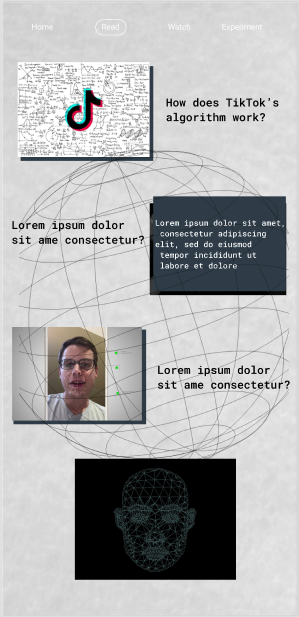 Home Read Watch Experiment
How does TikTok's
algorithm work?
Lorem ipsum dolor
sit ame consectetur?
Lorem ipsum dolor sit amet,
consectetur adipiscing
elit, sed do eiusmod
tempor incididunt ut
labore et dolore
Lorem ipsum dolor
sit ame consectetur?